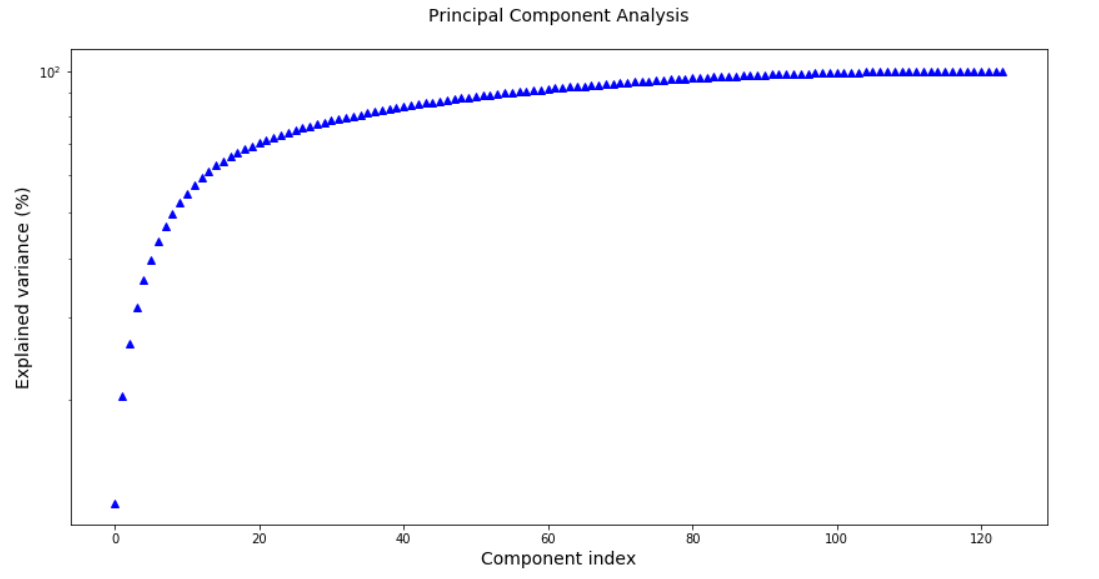 Principal Component Analysis
10²
Explained variance (%)
0 20 40 60 80 100 120
Component index